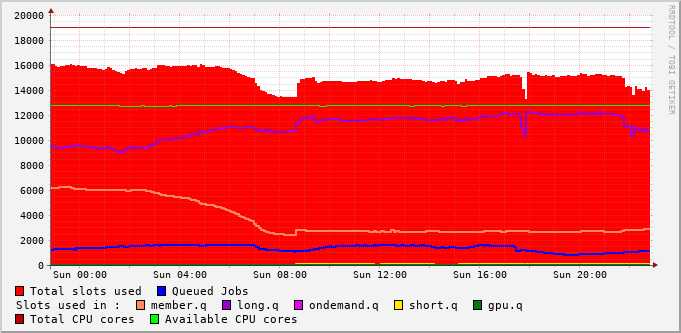 20000
18000
16000
14000
12000
10000
8000
6000
4000
2000
0
Sun 00:00 Sun 04:00 Sun 08:00 Sun 12:00 Sun 16:00 Sun 20:00
Total slots used Queued Jobs
Slots used in : member.q long.q ondemand.q short.q gpu.q
Total CPU cores Available CPU cores
RRDTOOL / TOBI OETIKER